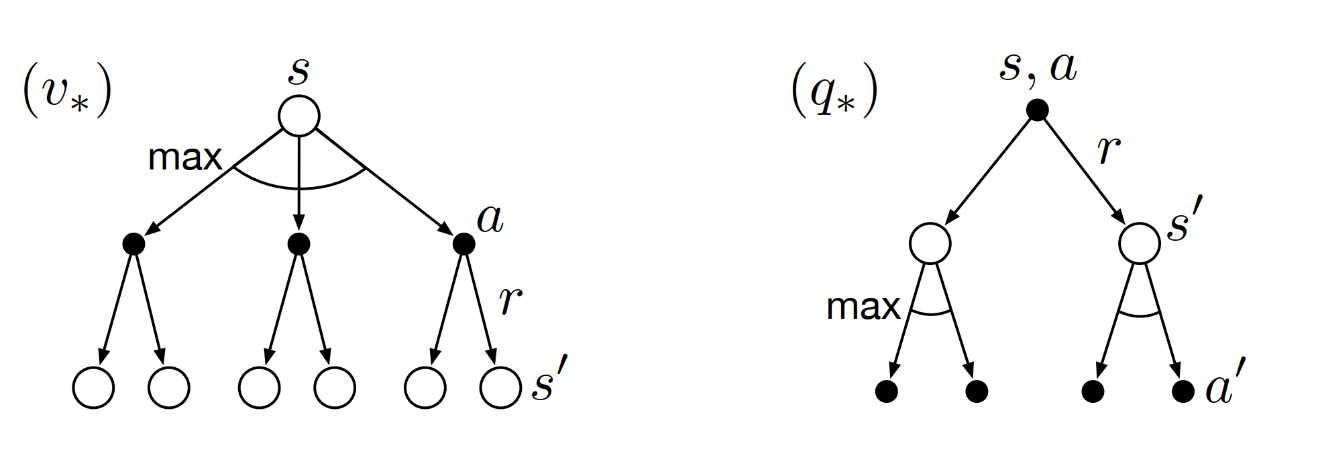 (v*)
s
max
a
r
s′
(q*)
s, a
r
s′
max
a′